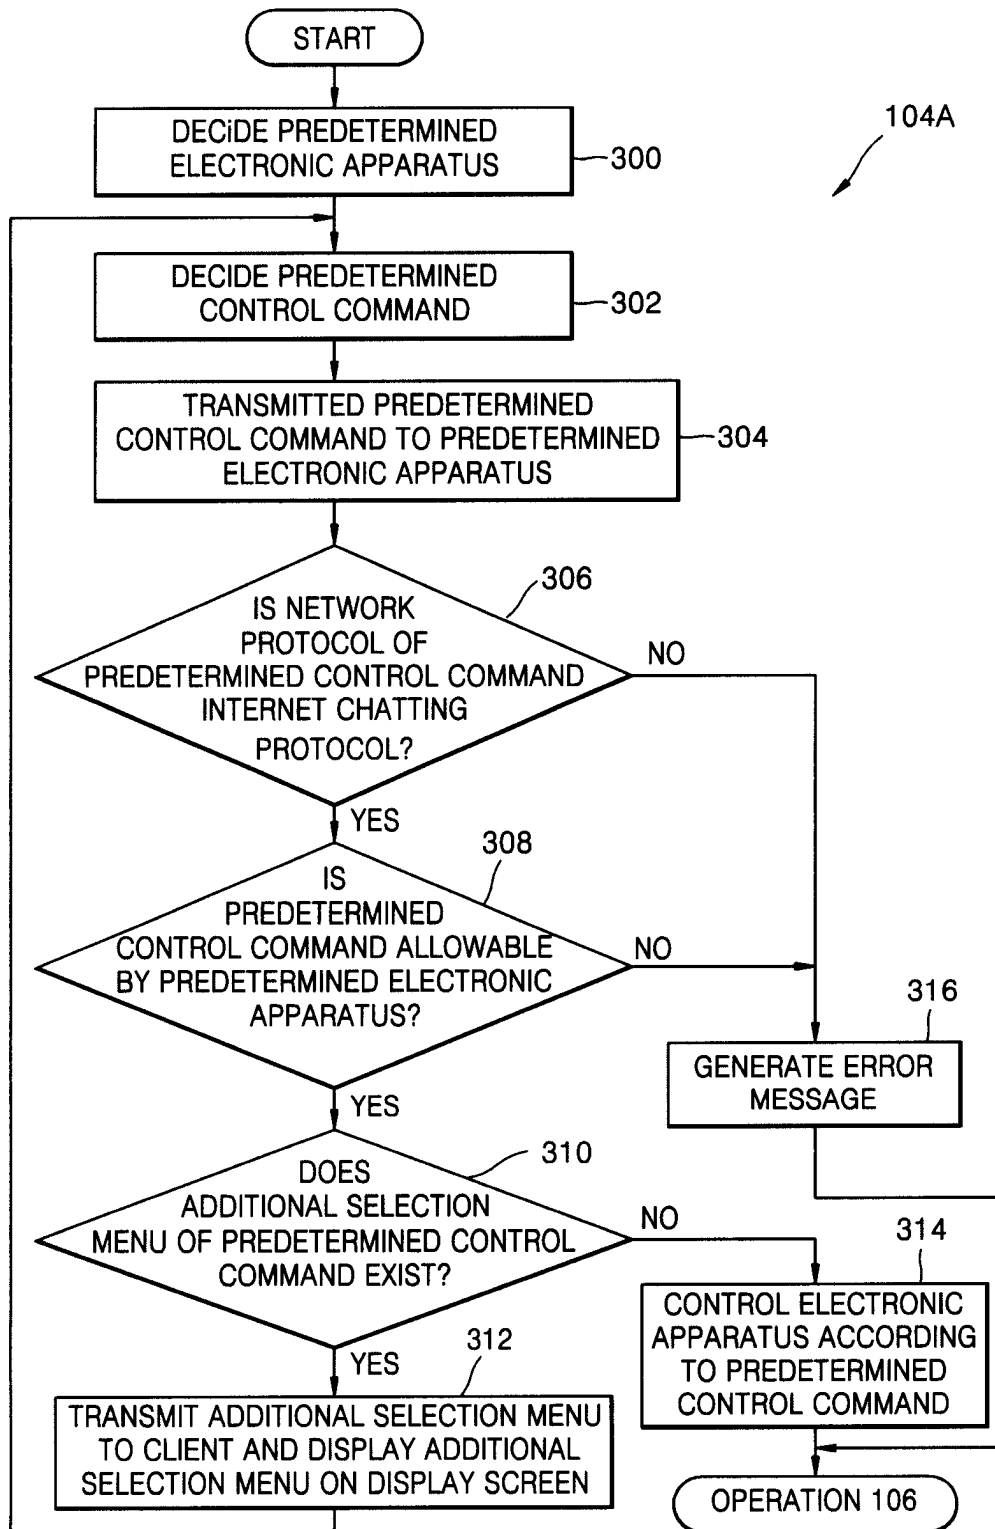 START
104A
DECiDE PREDETERMINED
ELECTRONIC APPARATUS
300
DECIDE PREDETERMINED
CONTROL COMMAND
302
TRANSMITTED PREDETERMINED
CONTROL COMMAND TO PREDETERMINED
ELECTRONIC APPARATUS
304
306
IS NETWORK
PROTOCOL OF
PREDETERMINED CONTROL COMMAND
INTERNET CHATTING
PROTOCOL?
NO
YES
308
IS
PREDETERMINED
CONTROL COMMAND ALLOWABLE
BY PREDETERMINED ELECTRONIC
APPARATUS?
NO
316
GENERATE ERROR
MESSAGE
YES
310
DOES
ADDITIONAL SELECTION
MENU OF PREDETERMINED CONTROL
COMMAND EXIST?
NO
314
CONTROL ELECTRONIC
APPARATUS ACCORDING
TO PREDETERMINED
CONTROL COMMAND
YES
312
TRANSMIT ADDITIONAL SELECTION MENU
TO CLIENT AND DISPLAY ADDITIONAL
SELECTION MENU ON DISPLAY SCREEN
OPERATION 106